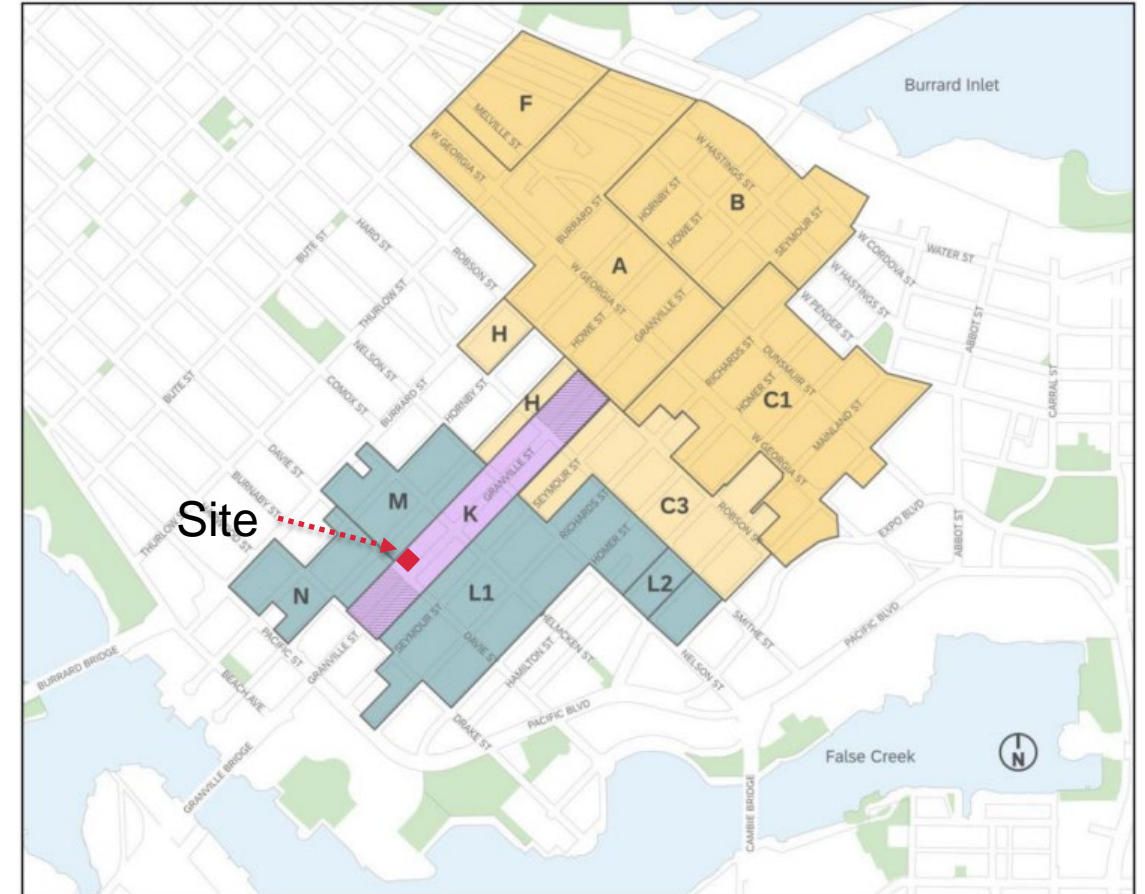 Burrard Inlet
F
MELVILLE ST
W GEORGIA ST
W HASTINGS ST
B
HORNBY ST
HOWE ST
SEYMOUR ST
BURRARD ST
W CORDOVA ST
WATER ST
HARO ST
BUTE ST
ROBSON ST
A
W GEORGIA ST
W HASTINGS ST
W PENDER ST
ABBOT ST
THURLOW ST
GRANVILLE ST
HOWE ST
H
RICHARDS ST
DUNSMUIR ST
NELSON ST
HOMER ST
C1
MAINLAND ST
CARRAL ST
BUTE ST
COMOX ST
BURRARD ST
HORNBY ST
H
W GEORGIA ST
DAVIE ST
GRANVILLE ST
SEYMOUR ST
BURNABY ST
M
K
RICHARDS ST
C3
ROBSON ST
EXPO BLVD
ABBOT ST
Site
THURLOW ST
HOMER ST
N
L1
L2
SEYMOUR ST
DAVIE ST
HELMCKEN ST
SMITHE ST
PACIFIC BLVD
PACIFIC ST
GRANVILLE ST
HAMILTON ST
NELSON ST
BURRARD BRIDGE
BEACH AVE
PACIFIC BLVD
DRAKE ST
GRANVILLE BRIDGE
False Creek
N
CAMBIE BRIDGE